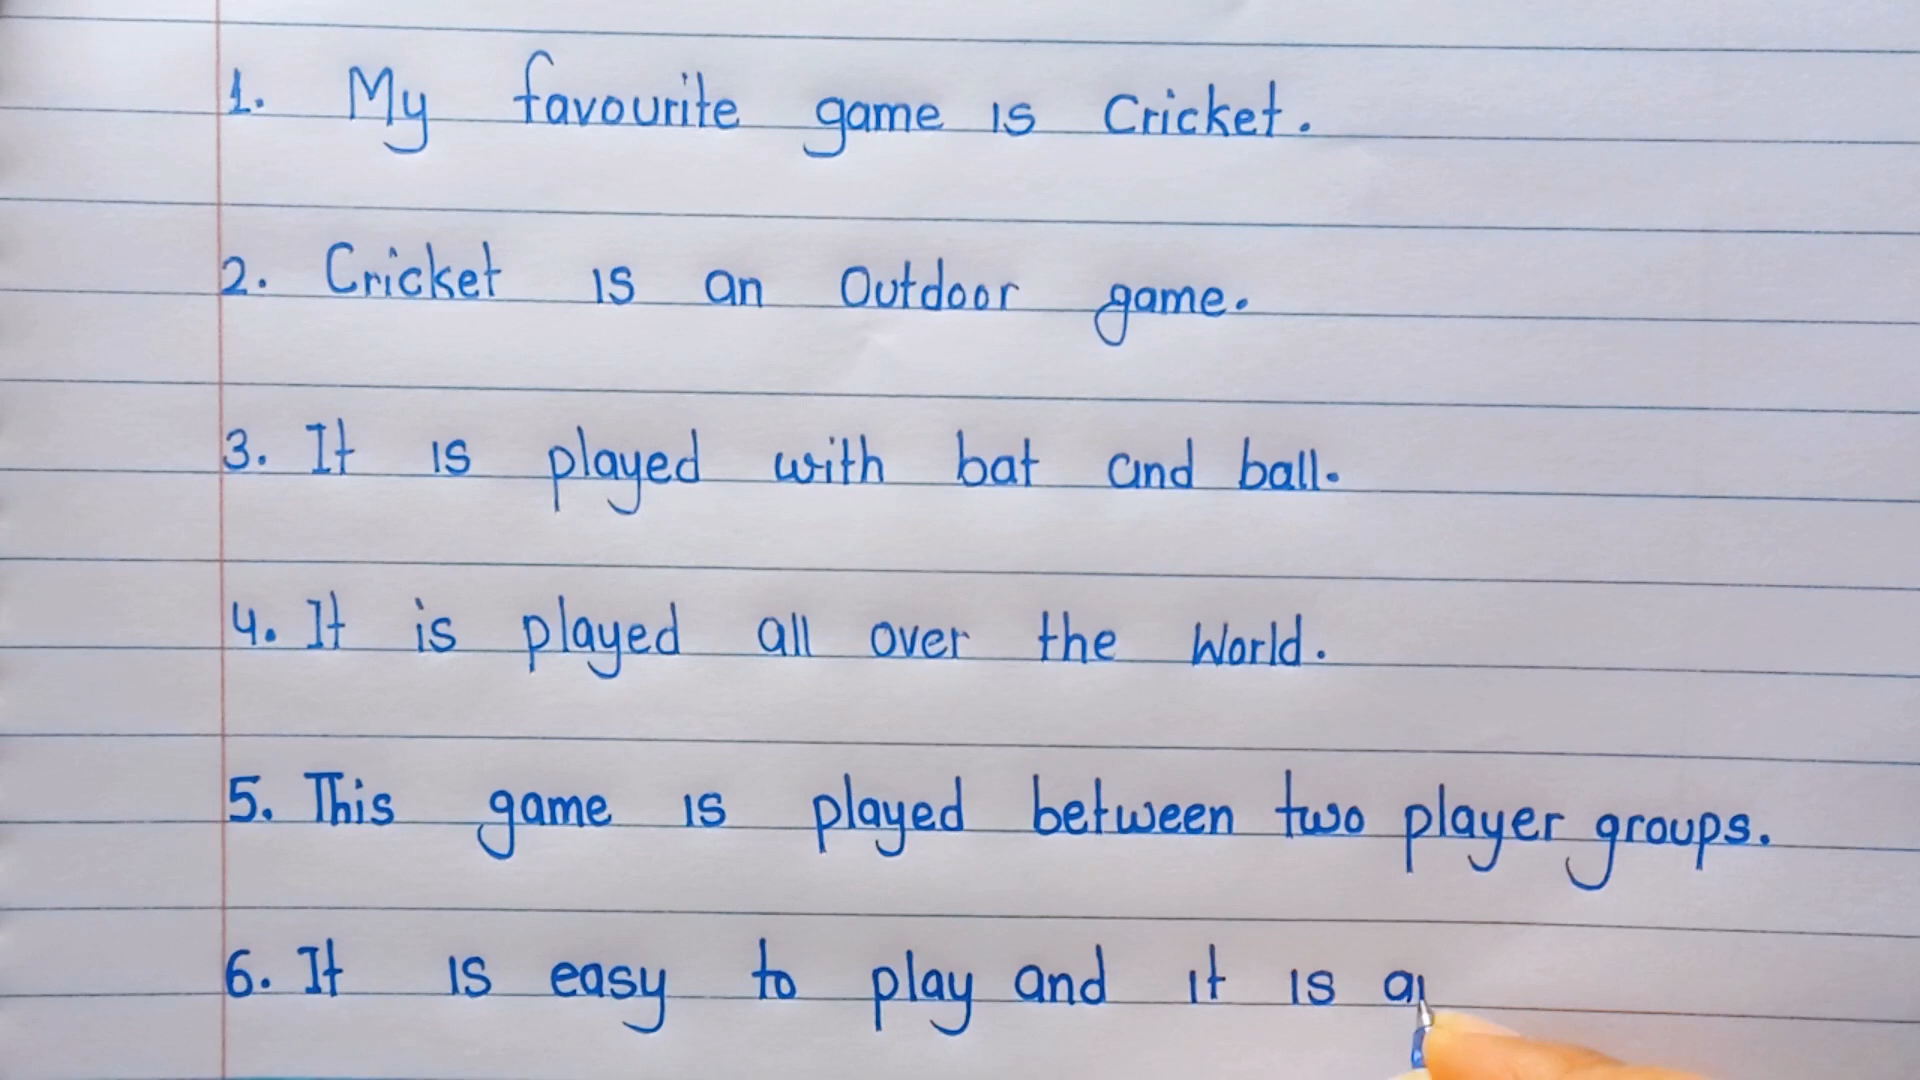 1. My favourite game is Cricket.
2. Cricket is an Outdoor game.
3. It is played with bat and ball.
4. It is played all over the World.
5. This game is played between two player groups.
6. It is easy to play and it is